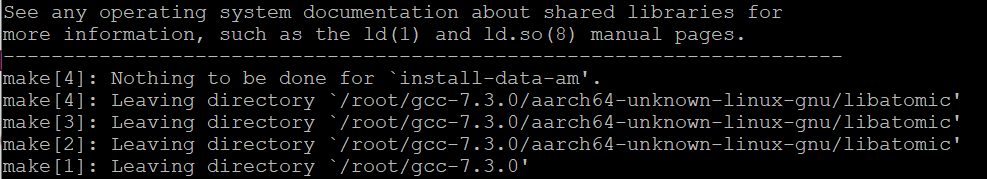 See any operating system documentation about shared libraries for
more information, such as the ld(1) and ld.so(8) manual pages.
----------------------------------------------------------------------
make[4]: Nothing to be done for `install-data-am'.
make[4]: Leaving directory `/root/gcc-7.3.0/aarch64-unknown-linux-gnu/libatomic'
make[3]: Leaving directory `/root/gcc-7.3.0/aarch64-unknown-linux-gnu/libatomic'
make[2]: Leaving directory `/root/gcc-7.3.0/aarch64-unknown-linux-gnu/libatomic'
make[1]: Leaving directory `/root/gcc-7.3.0'